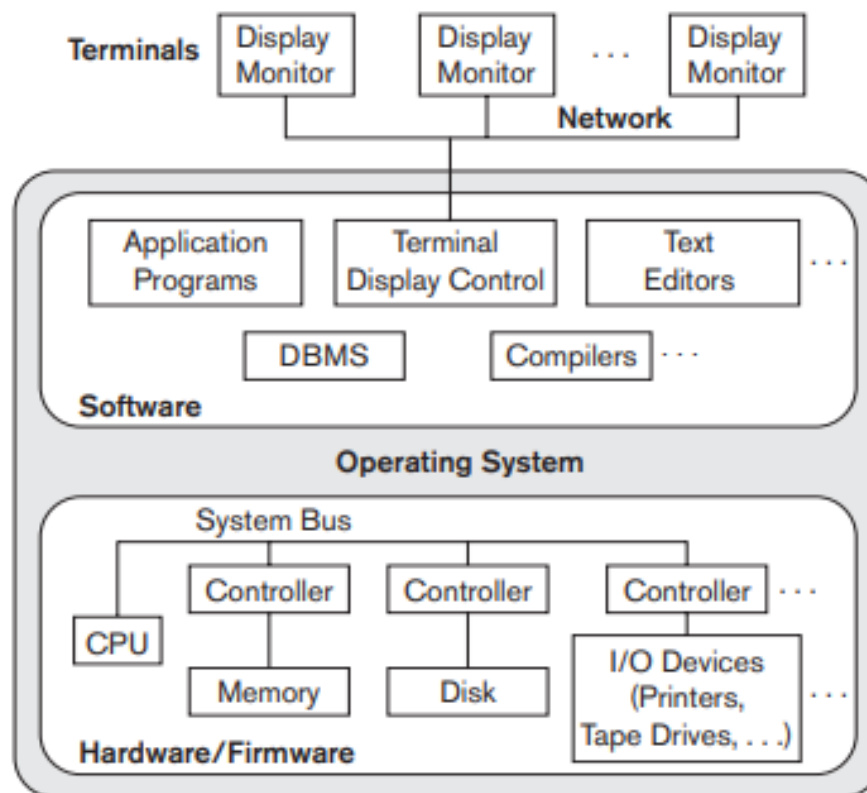 Terminals
Display
Monitor
Display
Monitor
...
Display
Monitor
Network
Application
Programs
Terminal
Display Control
Text
Editors
...
DBMS
Compilers
...
Software
Operating System
System Bus
Controller
Controller
Controller
...
CPU
Memory
Disk
I/O Devices
(Printers,
Tape Drives, ...)
...
Hardware/Firmware